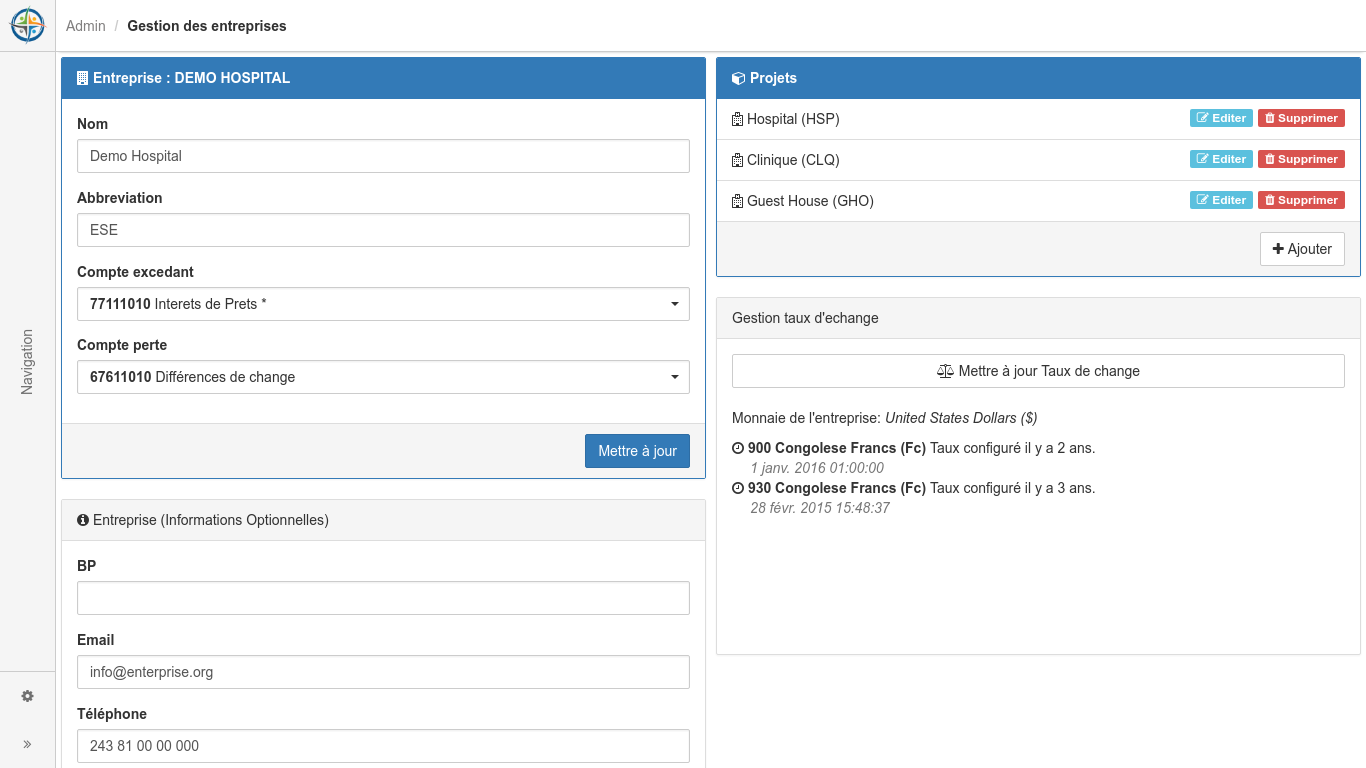 Admin / Gestion des entreprises
Navigation
Entreprise : DEMO HOSPITAL
Nom
Demo Hospital
Abbreviation
ESE
Compte excedant
77111010 Interets de Prets *
Compte perte
67611010 Différences de change
Mettre à jour
Entreprise (Informations Optionnelles)
BP
Email
info@enterprise.org
Téléphone
243 81 00 00 000
Projets
Hospital (HSP) Editer Supprimer
Clinique (CLQ) Editer Supprimer
Guest House (GHO) Editer Supprimer
Ajouter
Gestion taux d'echange
Mettre à jour Taux de change
Monnaie de l'entreprise: United States Dollars ($)
900 Congolese Francs (Fc) Taux configuré il y a 2 ans.
1 janv. 2016 01:00:00
930 Congolese Francs (Fc) Taux configuré il y a 3 ans.
28 févr. 2015 15:48:37